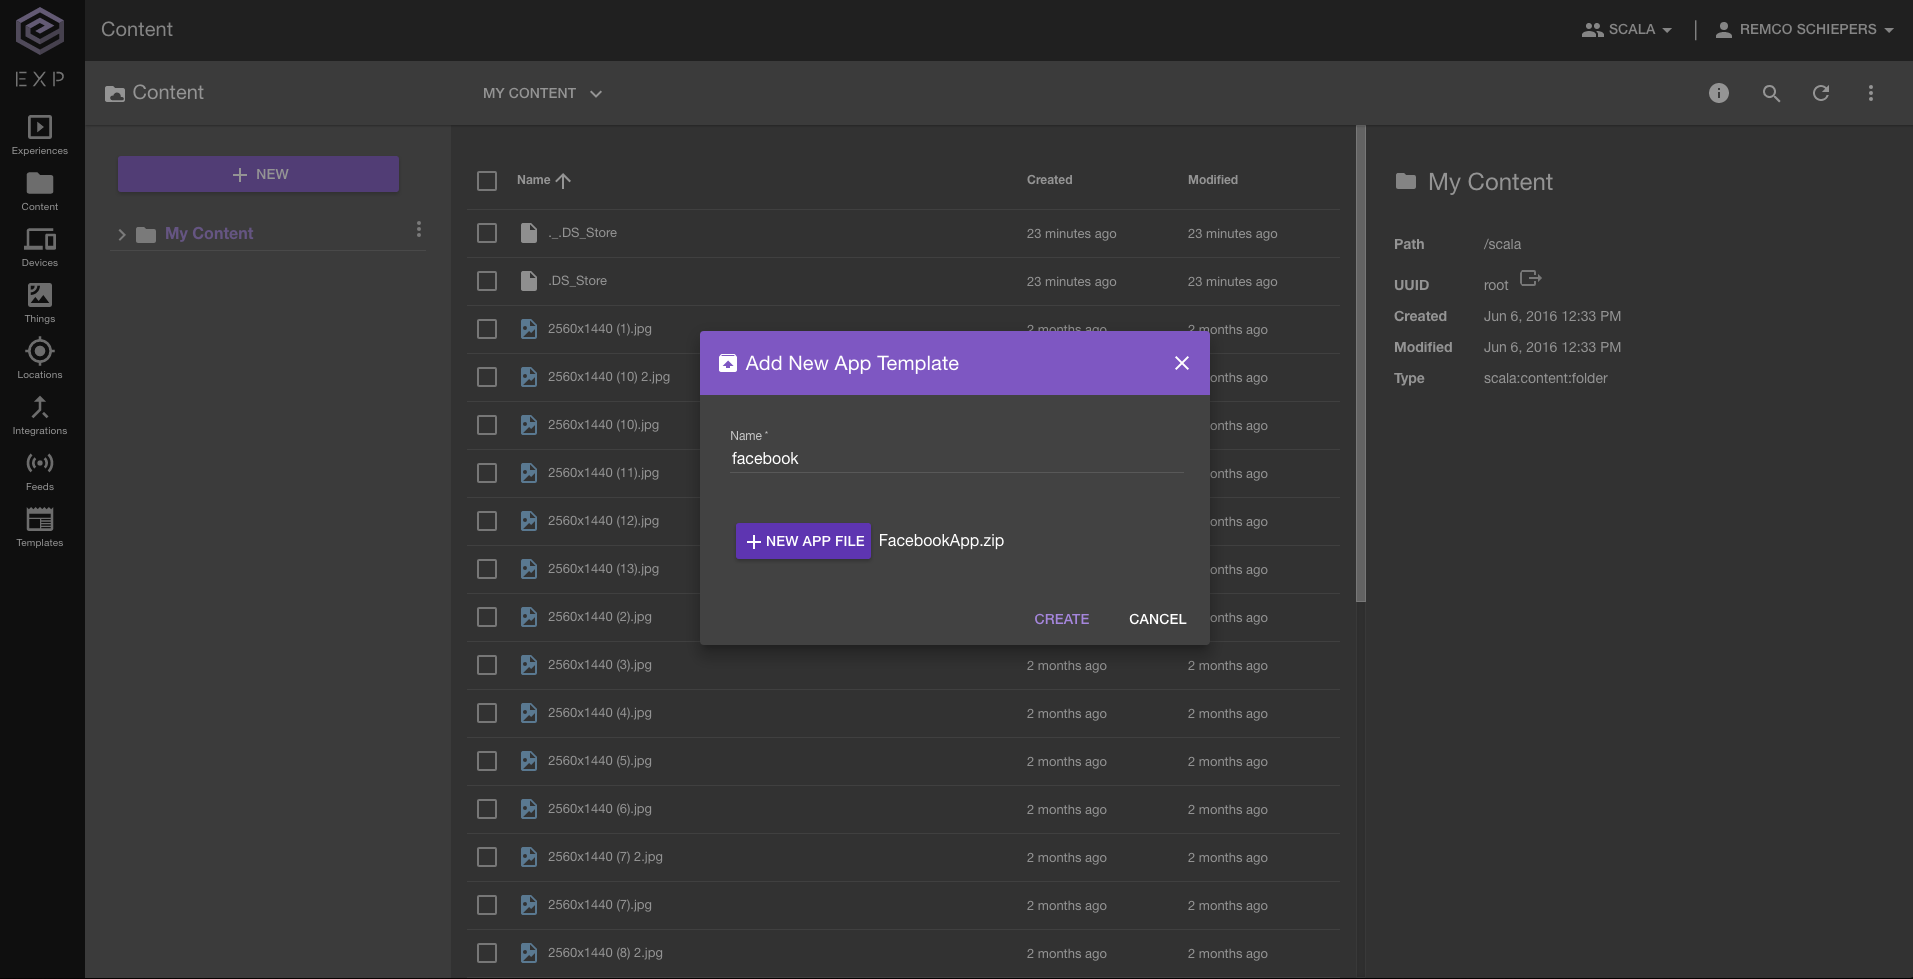 Content
SCALA
REMCO SCHIEPERS
EXP
Experiences
Content
Devices
Things
Locations
Integrations
Feeds
Templates
Content
MY CONTENT
NEW
My Content
Name Created Modified
._.DS_Store 23 minutes ago 23 minutes ago
.DS_Store 23 minutes ago 23 minutes ago
2560x1440 (1).jpg 2 months ago 2 months ago
2560x1440 (10) 2.jpg onths ago
2560x1440 (10).jpg onths ago
2560x1440 (11).jpg onths ago
2560x1440 (12).jpg onths ago
2560x1440 (13).jpg onths ago
2560x1440 (2).jpg onths ago
2560x1440 (3).jpg 2 months ago 2 months ago
2560x1440 (4).jpg 2 months ago 2 months ago
2560x1440 (5).jpg 2 months ago 2 months ago
2560x1440 (6).jpg 2 months ago 2 months ago
2560x1440 (7) 2.jpg 2 months ago 2 months ago
2560x1440 (7).jpg 2 months ago 2 months ago
2560x1440 (8) 2.jpg 2 months ago 2 months ago
Add New App Template
Name *
facebook
NEW APP FILE FacebookApp.zip
CREATE CANCEL
My Content
Path /scala
UUID root
Created Jun 6, 2016 12:33 PM
Modified Jun 6, 2016 12:33 PM
Type scala:content:folder